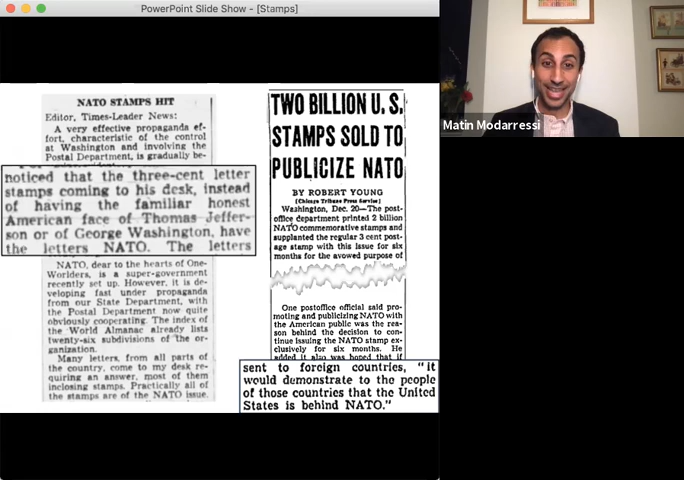 PowerPoint Slide Show - [Stamps]
NATO STAMPS HIT
Editor, Times-Leader News:
A very effective propaganda ef-
fort, characteristic of the control
at Washington and involving the
Postal Department, is gradually be-
noticed that the three-cent letter
stamps coming to his desk, instead
of having the familiar honest
American face of Thomas Jeffer-
son or of George Washington, have
the letters NATO. The letters
NATO, dear to the hearts of One-
Worlders, is a super-government
recently set up. However, it is de-
veloping fast under propaganda
from our State Department, with
the Postal Department now quite
obviously cooperating. The index of
the World Almanac already lists
twenty-six subdivisions of the or-
ganization.
Many letters, from all parts of
the country, come to my desk re-
quiring an answer, most of them
inclosing stamps. Practically all of
the stamps are of the NATO issue.
TWO BILLION U. S.
STAMPS SOLD TO
PUBLICIZE NATO
BY ROBERT YOUNG
[Chicago Tribune Press Service]
Washington, Dec. 20—The post-
office department printed 2 billion
NATO commemorative stamps and
supplanted the regular 3 cent post-
age stamp with this issue for six
months for the avowed purpose of
One postoffice official said pro-
moting and publicizing NATO with
the American public was the rea-
son behind the decision to con-
tinue issuing the NATO stamp ex-
clusively for six months. He
added it also was hoped that if
sent to foreign countries, "it
would demonstrate to the people
of those countries that the United
States is behind NATO."
Matin Modarressi